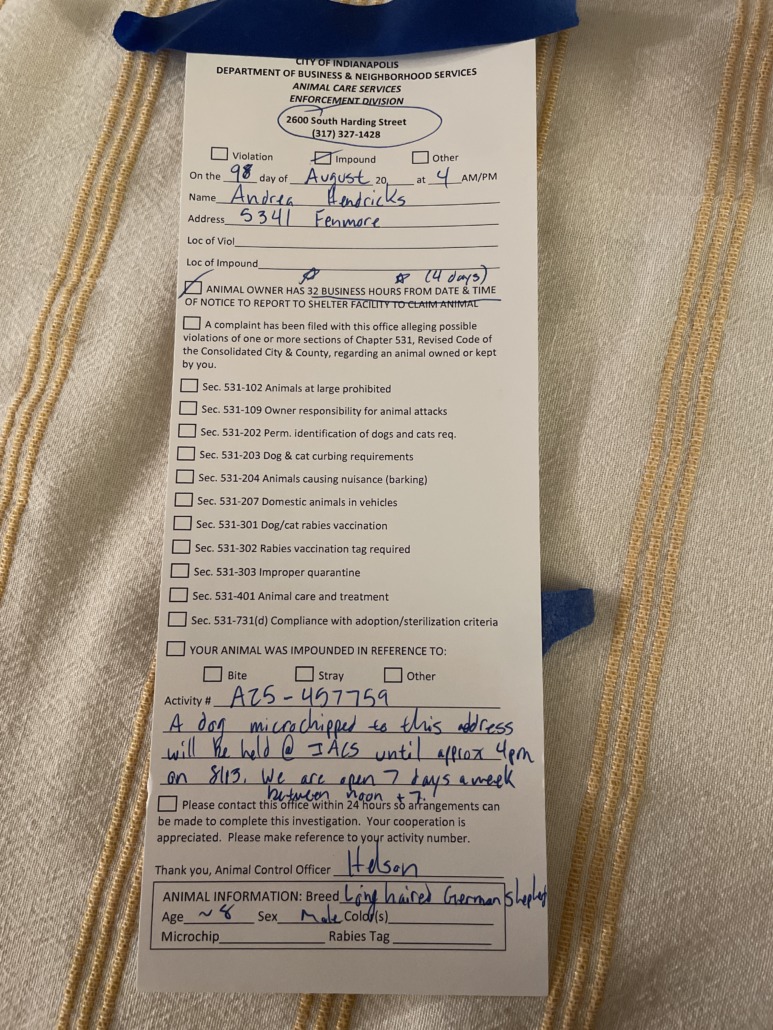 CITY OF INDIANAPOLIS
DEPARTMENT OF BUSINESS & NEIGHBORHOOD SERVICES
ANIMAL CARE SERVICES
ENFORCEMENT DIVISION
2600 South Harding Street
(317) 327-1428
Violation Impound Other
On the day of August 20 at 4 AM/PM
Name Andrea Hendricks
Address 5341 Fenmore
Loc of Viol
Loc of Impound
(4 days)
ANIMAL OWNER HAS 32 BUSINESS HOURS FROM DATE & TIME
OF NOTICE TO REPORT TO SHELTER FACILITY TO CLAIM ANIMAL
A complaint has been filed with this office alleging possible
violations of one or more sections of Chapter 531, Revised Code of
the Consolidated City & County, regarding an animal owned or kept
by you.
Sec. 531-102 Animals at large prohibited
Sec. 531-109 Owner responsibility for animal attacks
Sec. 531-202 Perm. identification of dogs and cats req.
Sec. 531-203 Dog & cat curbing requirements
Sec. 531-204 Animals causing nuisance (barking)
Sec. 531-207 Domestic animals in vehicles
Sec. 531-301 Dog/cat rabies vaccination
Sec. 531-302 Rabies vaccination tag required
Sec. 531-303 Improper quarantine
Sec. 531-401 Animal care and treatment
Sec. 531-731(d) Compliance with adoption/sterilization criteria
YOUR ANIMAL WAS IMPOUNDED IN REFERENCE TO:
Bite Stray Other
Activity # A25-457759
A dog microchipped to this address
will be held @ IACS until approx 4pm
on 8/13. We are open 7 days a week
between noon + 7.
Please contact this office within 24 hours so arrangements can
be made to complete this investigation. Your cooperation is
appreciated. Please make reference to your activity number.
Thank you, Animal Control Officer
ANIMAL INFORMATION: Breed Long haired German Shepherd
Age ~8 Sex Male Color(s)
Microchip Rabies Tag